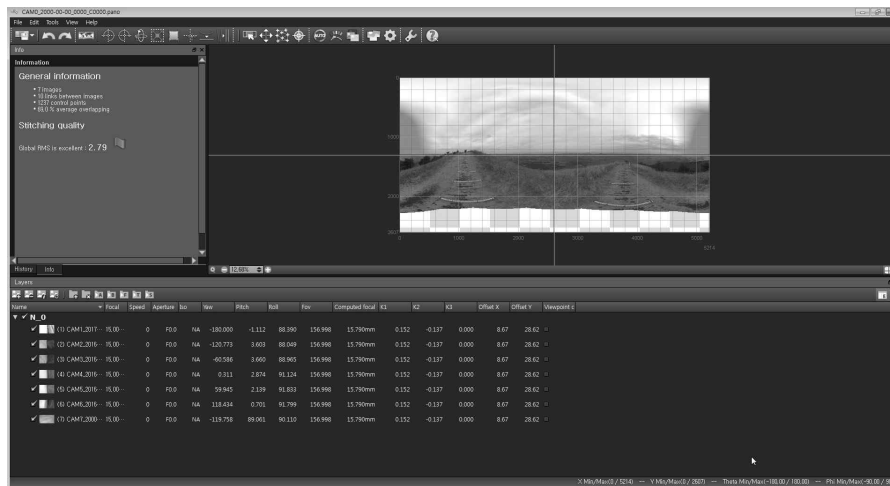 CAM0_2000-00-00_0000_C0000.pano
File Edit Tools View Help
Info
Information
General information
• 7 images
• 10 links between images
• 1237 control points
• 89,0 % average overlapping
Stitching quality
Global RMS is excellent : 2.79
0
1000
2000
2607
0 1000 2000 3000 4000 5000
5214
History Info
12,60%
Layers
Name Focal Speed Aperture Iso Yaw Pitch Roll Fov Computed focal K1 K2 K3 Offset X Offset Y Viewpoint c
N_0
(1) CAM1_2017··· 15,00··· 0 F0.0 NA -180.000 -1.112 88.390 156.998 15.790mm 0.152 -0.137 0.000 8.67 28.62
(2) CAM2_2016··· 15,00··· 0 F0.0 NA -120.773 3.603 88.049 156.998 15.790mm 0.152 -0.137 0.000 8.67 28.62
(3) CAM3_2016··· 15,00··· 0 F0.0 NA -60.586 3.660 88.965 156.998 15.790mm 0.152 -0.137 0.000 8.67 28.62
(4) CAM4_2016··· 15,00··· 0 F0.0 NA 0.311 2.874 91.124 156.998 15.790mm 0.152 -0.137 0.000 8.67 28.62
(5) CAM5_2016··· 15,00··· 0 F0.0 NA 59.945 2.139 91.833 156.998 15.790mm 0.152 -0.137 0.000 8.67 28.62
(6) CAM6_2016··· 15,00··· 0 F0.0 NA 118.434 0.701 91.799 156.998 15.790mm 0.152 -0.137 0.000 8.67 28.62
(7) CAM7_2000··· 15,00··· 0 F0.0 NA -119.758 89.061 90.110 156.998 15.790mm 0.152 -0.137 0.000 8.67 28.62
X Min/Max(0 / 5214) — Y Min/Max(0 / 2607) — Theta Min/Max(-180,00 / 180,00) — Phi Min/Max(-90,00 / 9